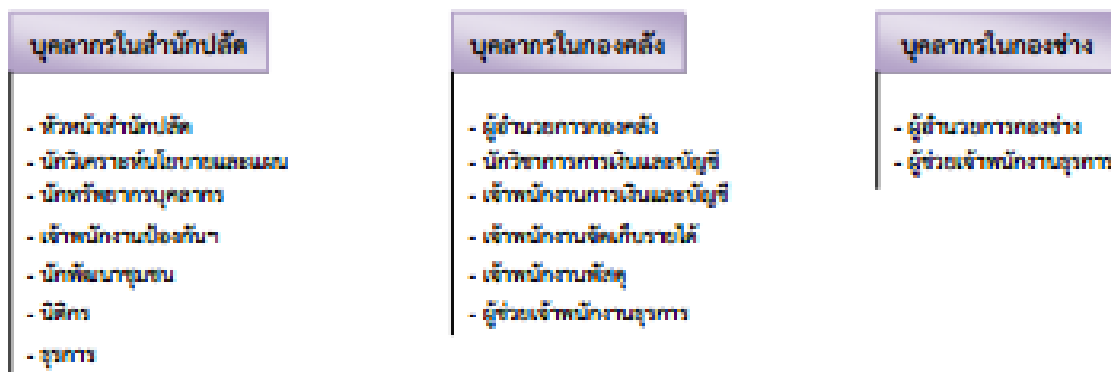 บุคลากรในสำนักปลัด
- หัวหน้าสำนักปลัด
- นักวิเคราะห์นโยบายและแผน
- นักทรัพยากรบุคลากร
- เจ้าพนักงานป้องกันฯ
- นักพัฒนาชุมชน
- นิติกร
- ธุรการ
บุคลากรในกองคลัง
- ผู้อำนวยการกองคลัง
- นักวิชาการการเงินและบัญชี
- เจ้าพนักงานการเงินและบัญชี
- เจ้าพนักงานจัดเก็บรายได้
- เจ้าพนักงานพัสดุ
- ผู้ช่วยเจ้าพนักงานธุรการ
บุคลากรในกองช่าง
- ผู้อำนวยการกองช่าง
- ผู้ช่วยเจ้าพนักงานธุรการ